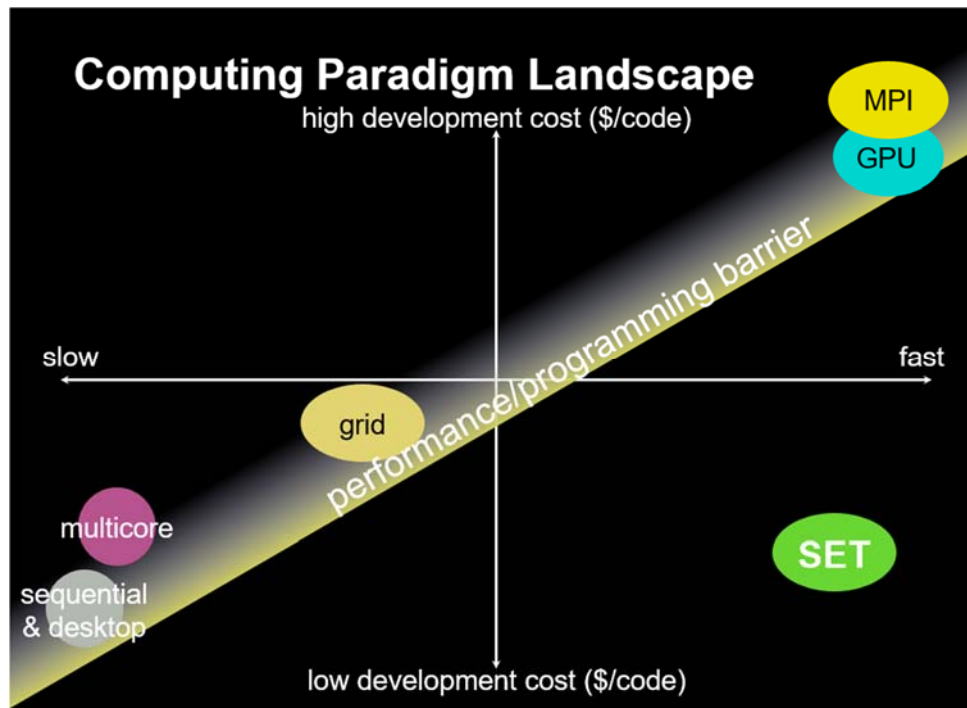 Computing Paradigm Landscape
high development cost ($/code)
MPI
GPU
performance/programming barrier
slow
fast
grid
multicore
SET
sequential
& desktop
low development cost ($/code)